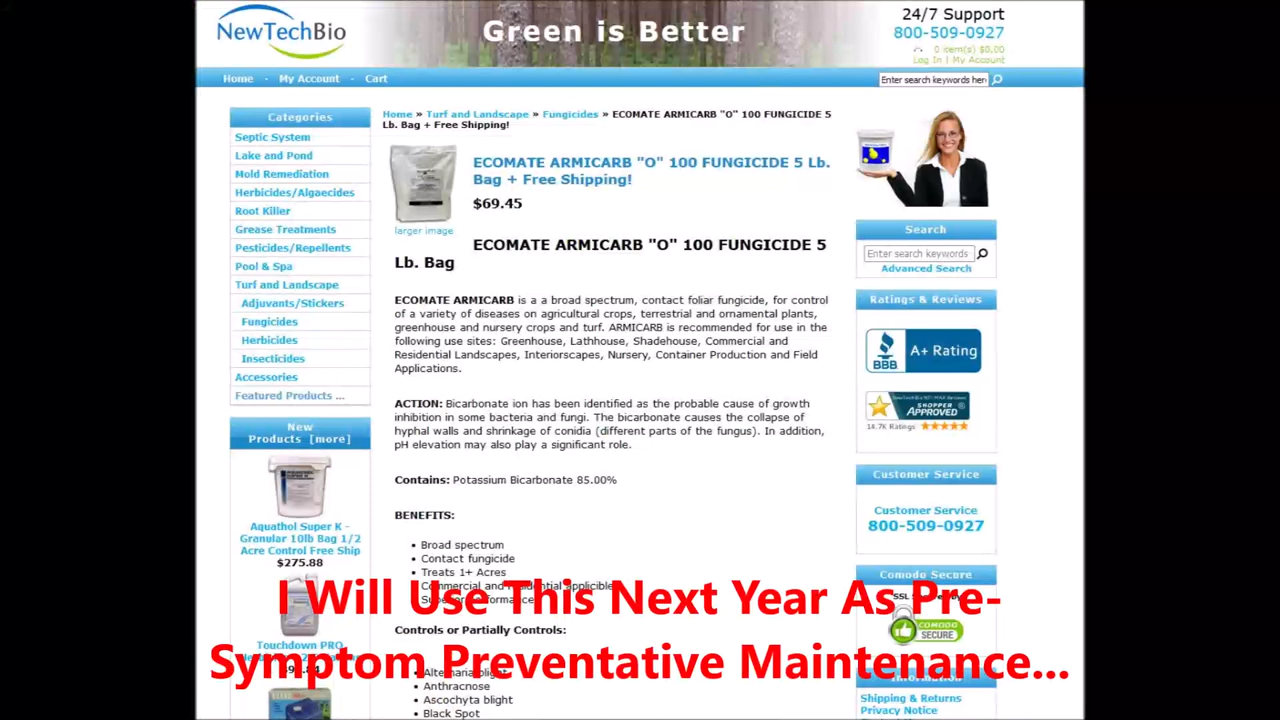 NewTechBio
Green is Better
24/7 Support
800-509-0927
0 item(s) $0.00
Log In | My Account
Home - My Account - Cart
Enter search keywords her
Categories
Septic System
Lake and Pond
Mold Remediation
Herbicides/Algaecides
Root Killer
Grease Treatments
Pesticides/Repellents
Pool & Spa
Turf and Landscape
Adjuvants/Stickers
Fungicides
Herbicides
Insecticides
Accessories
Featured Products ...
New
Products [more]
Aquathol Super K -
Granular 10lb Bag 1/2
Acre Control Free Ship
$275.88
Touchdown PRO
Home » Turf and Landscape » Fungicides » ECOMATE ARMICARB "O" 100 FUNGICIDE 5
Lb. Bag + Free Shipping!
ECOMATE ARMICARB "O" 100 FUNGICIDE 5 Lb.
Bag + Free Shipping!
$69.45
larger image
ECOMATE ARMICARB "O" 100 FUNGICIDE 5
Lb. Bag
ECOMATE ARMICARB is a a broad spectrum, contact foliar fungicide, for control
of a variety of diseases on agricultural crops, terrestrial and ornamental plants,
greenhouse and nursery crops and turf. ARMICARB is recommended for use in the
following use sites: Greenhouse, Lathhouse, Shadehouse, Commercial and
Residential Landscapes, Interiorscapes, Nursery, Container Production and Field
Applications.
ACTION: Bicarbonate ion has been identified as the probable cause of growth
inhibition in some bacteria and fungi. The bicarbonate causes the collapse of
hyphal walls and shrinkage of conidia (different parts of the fungus). In addition,
pH elevation may also play a significant role.
Contains: Potassium Bicarbonate 85.00%
BENEFITS:
• Broad spectrum
• Contact fungicide
• Treats 1+ Acres
• Commercial and residential applicible
Controls or Partially Controls:
• Alternaria blight
• Anthracnose
• Ascochyta blight
• Black Spot
Search
Enter search keywords
Advanced Search
Ratings & Reviews
BBB
A+ Rating
SHOPPER
APPROVED
14.7K Ratings
Customer Service
Customer Service
800-509-0927
Comodo Secure
SSL
COMODO
SECURE
Information
Shipping & Returns
Privacy Notice
I Will Use This Next Year As Pre-
Symptom Preventative Maintenance...